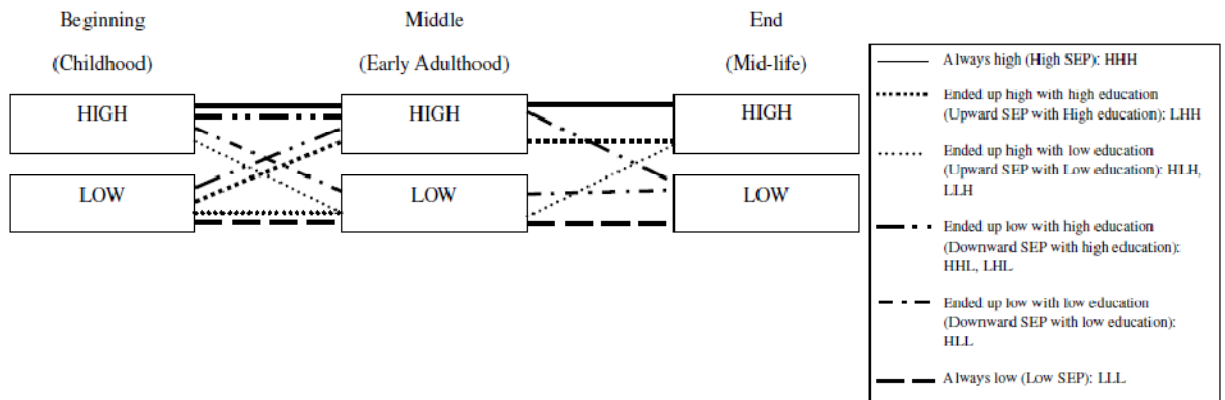 Beginning
(Childhood)
Middle
(Early Adulthood)
End
(Mid-life)
HIGH
HIGH
HIGH
LOW
LOW
LOW
Always high (High SEP): HHH
Ended up high with high education
(Upward SEP with High education): LHH
Ended up high with low education
(Upward SEP with Low education): HLH,
LLH
Ended up low with high education
(Downward SEP with high education):
HHL, LHL
Ended up low with low education
(Downward SEP with low education):
HLL
Always low (Low SEP): LLL